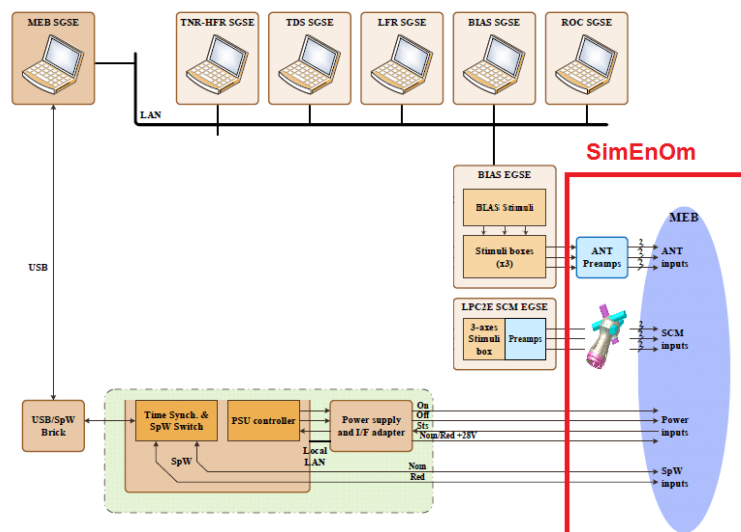 MEB SGSE
TNR-HFR SGSE
TDS SGSE
LFR SGSE
BIAS SGSE
ROC SGSE
LAN
SimEnOm
BIAS EGSE
BIAS Stimuli
Stimuli boxes
(x3)
ANT
Preamps
2
2
2
MEB
ANT
inputs
USB
LPC2E SCM EGSE
3-axes
Stimuli
box
Preamps
2
2
2
SCM
inputs
USB/SpW
Brick
Time Synch. &
SpW Switch
PSU controller
Power supply
and I/F adapter
On
Off
Sts
Nom/Red +28V
Power
inputs
Local
LAN
SpW
Nom
Red
SpW
inputs